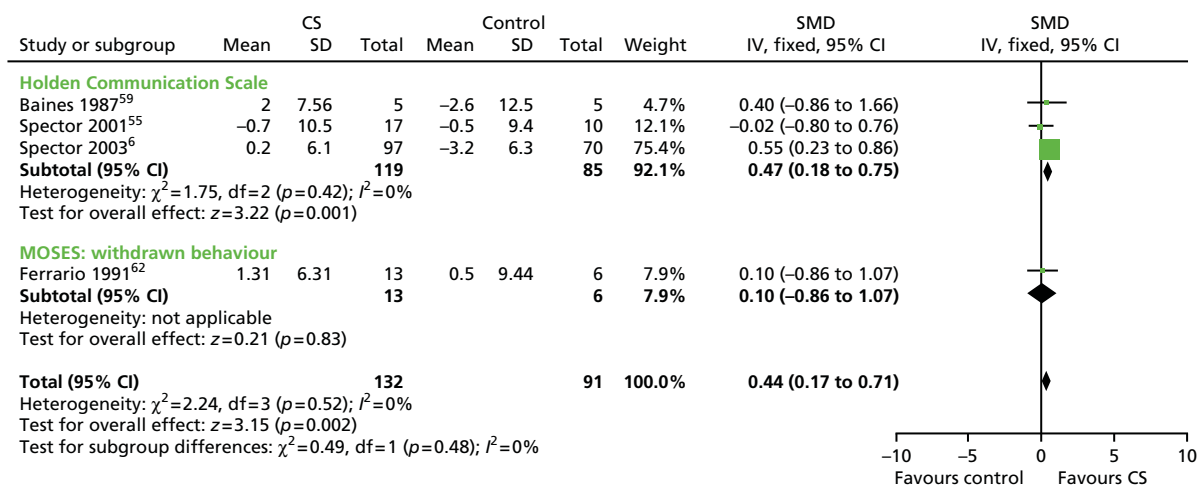 CS Control SMD SMD
Study or subgroup Mean SD Total Mean SD Total Weight IV, fixed, 95% CI IV, fixed, 95% CI
Holden Communication Scale
Baines 1987⁵⁹ 2 7.56 5 −2.6 12.5 5 4.7% 0.40 (−0.86 to 1.66)
Spector 2001⁵⁵ −0.7 10.5 17 −0.5 9.4 10 12.1% −0.02 (−0.80 to 0.76)
Spector 2003⁶ 0.2 6.1 97 −3.2 6.3 70 75.4% 0.55 (0.23 to 0.86)
Subtotal (95% CI) 119 85 92.1% 0.47 (0.18 to 0.75)
Heterogeneity: χ²=1.75, df=2 (p=0.42); I²=0%
Test for overall effect: z=3.22 (p=0.001)
MOSES: withdrawn behaviour
Ferrario 1991⁶² 1.31 6.31 13 0.5 9.44 6 7.9% 0.10 (−0.86 to 1.07)
Subtotal (95% CI) 13 6 7.9% 0.10 (−0.86 to 1.07)
Heterogeneity: not applicable
Test for overall effect: z=0.21 (p=0.83)
Total (95% CI) 132 91 100.0% 0.44 (0.17 to 0.71)
Heterogeneity: χ²=2.24, df=3 (p=0.52); I²=0%
Test for overall effect: z=3.15 (p=0.002)
Test for subgroup differences: χ²=0.49, df=1 (p=0.48); I²=0%
−10 −5 0 5 10
Favours control Favours CS